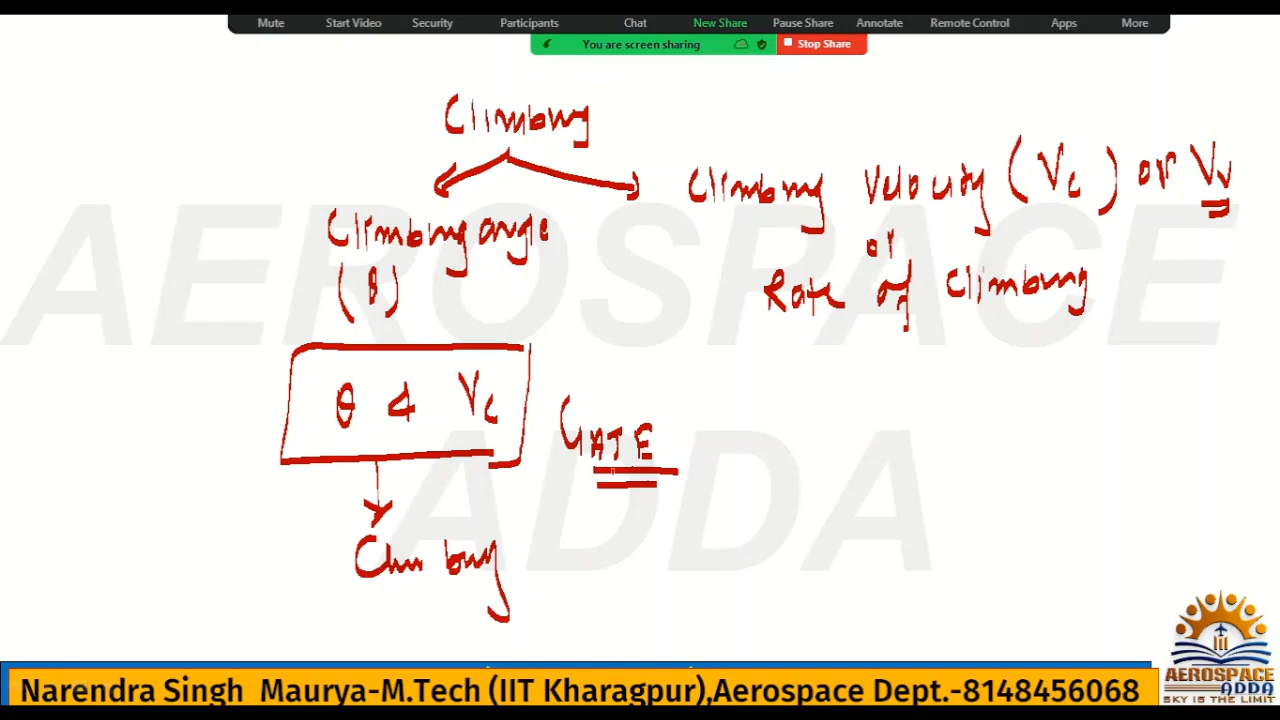 Mute Start Video Security Participants Chat New Share Pause Share Annotate Remote Control Apps More
You are screen sharing Stop Share
Climbing
Climbing angle
(θ)
Climbing Velocity (Vc) or Vv
or
Rate of climbing
θ & Vc
GATE
Climbing
AEROSPACE
ADDA
Narendra Singh Maurya-M.Tech (IIT Kharagpur),Aerospace Dept.-8148456068
AEROSPACE
ADDA
SKY IS THE LIMIT